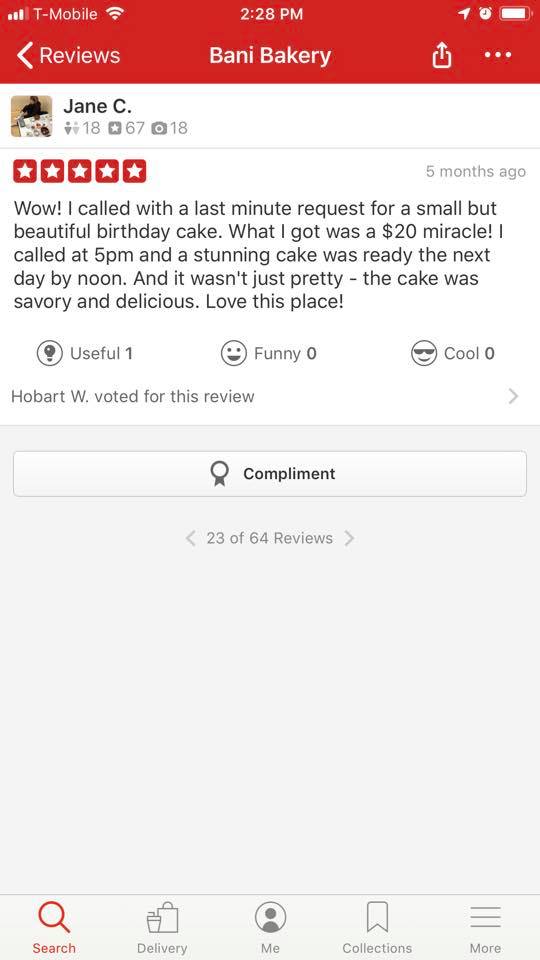 T-Mobile 2:28 PM
Reviews Bani Bakery
Jane C.
18 67 18
5 months ago
Wow! I called with a last minute request for a small but
beautiful birthday cake. What I got was a $20 miracle! I
called at 5pm and a stunning cake was ready the next
day by noon. And it wasn't just pretty - the cake was
savory and delicious. Love this place!
Useful 1 Funny 0 Cool 0
Hobart W. voted for this review
Compliment
23 of 64 Reviews
Search Delivery Me Collections More